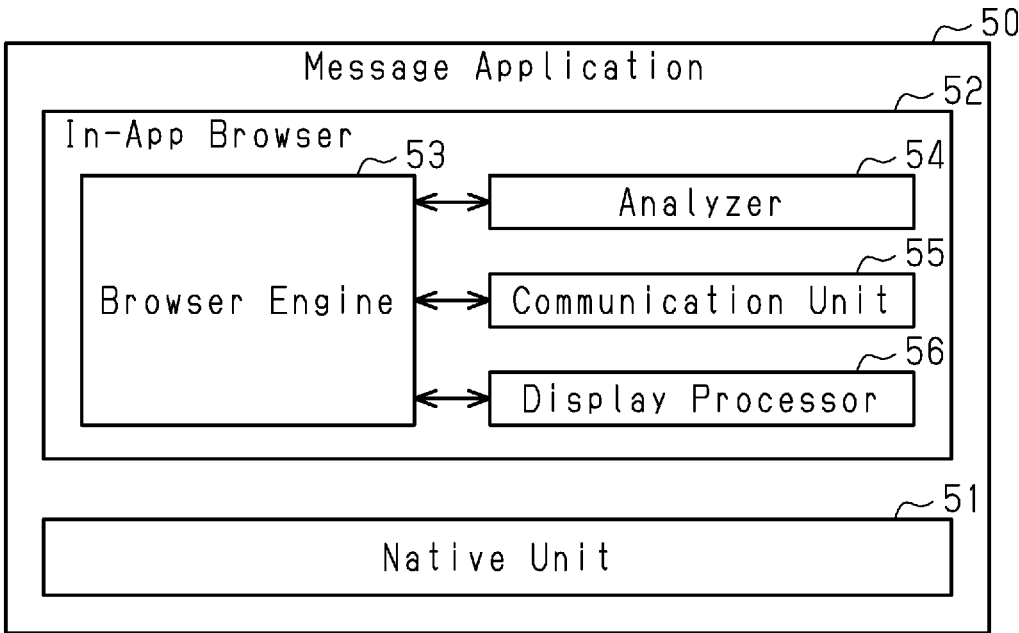 50
Message Application
52
In-App Browser
53
54
Analyzer
55
Browser Engine
Communication Unit
56
Display Processor
51
Native Unit